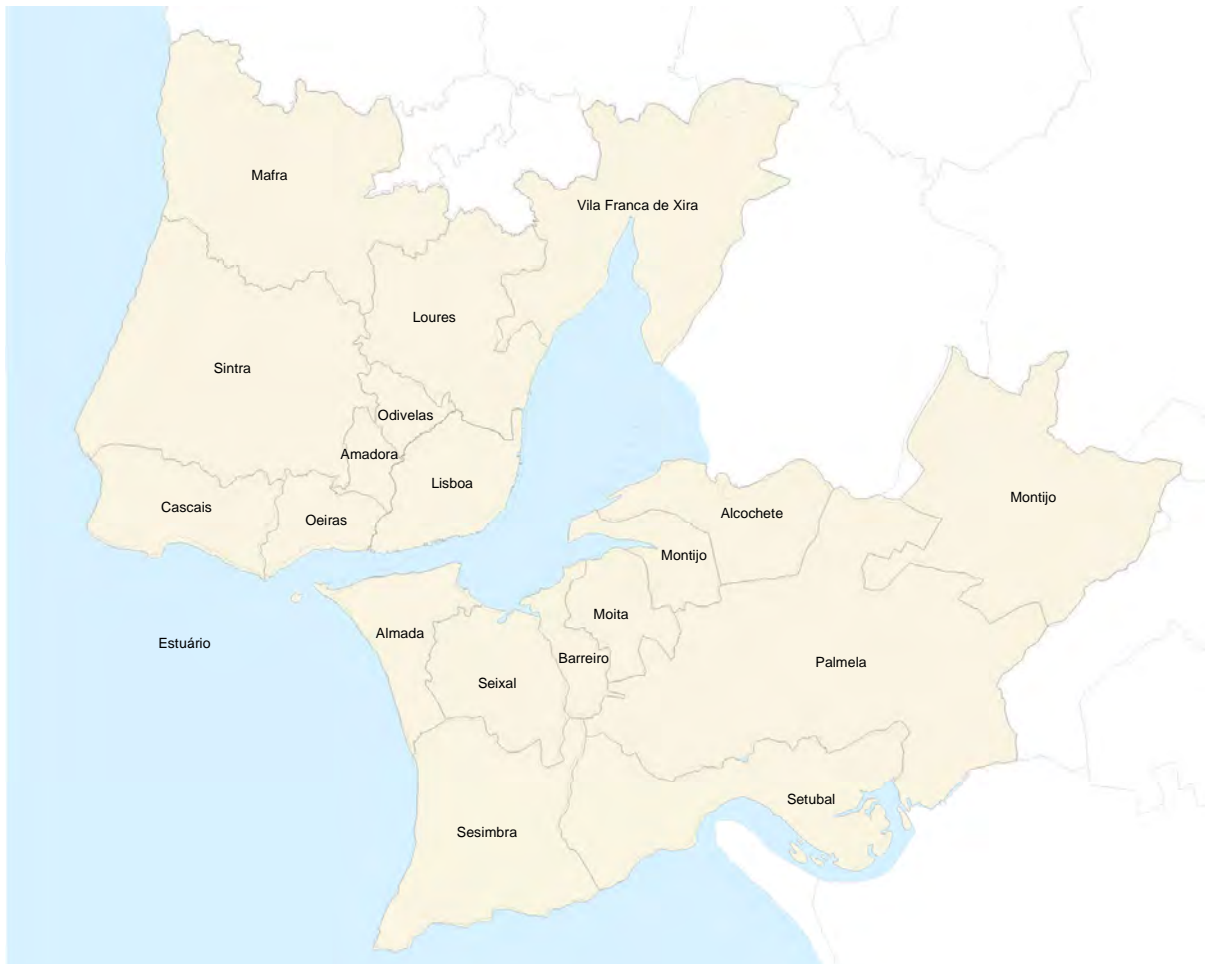 Mafra
Vila Franca de Xira
Loures
Sintra
Odivelas
Amadora
Lisboa
Cascais
Oeiras
Montijo
Alcochete
Montijo
Moita
Almada
Estuário
Barreiro
Palmela
Seixal
Setubal
Sesimbra